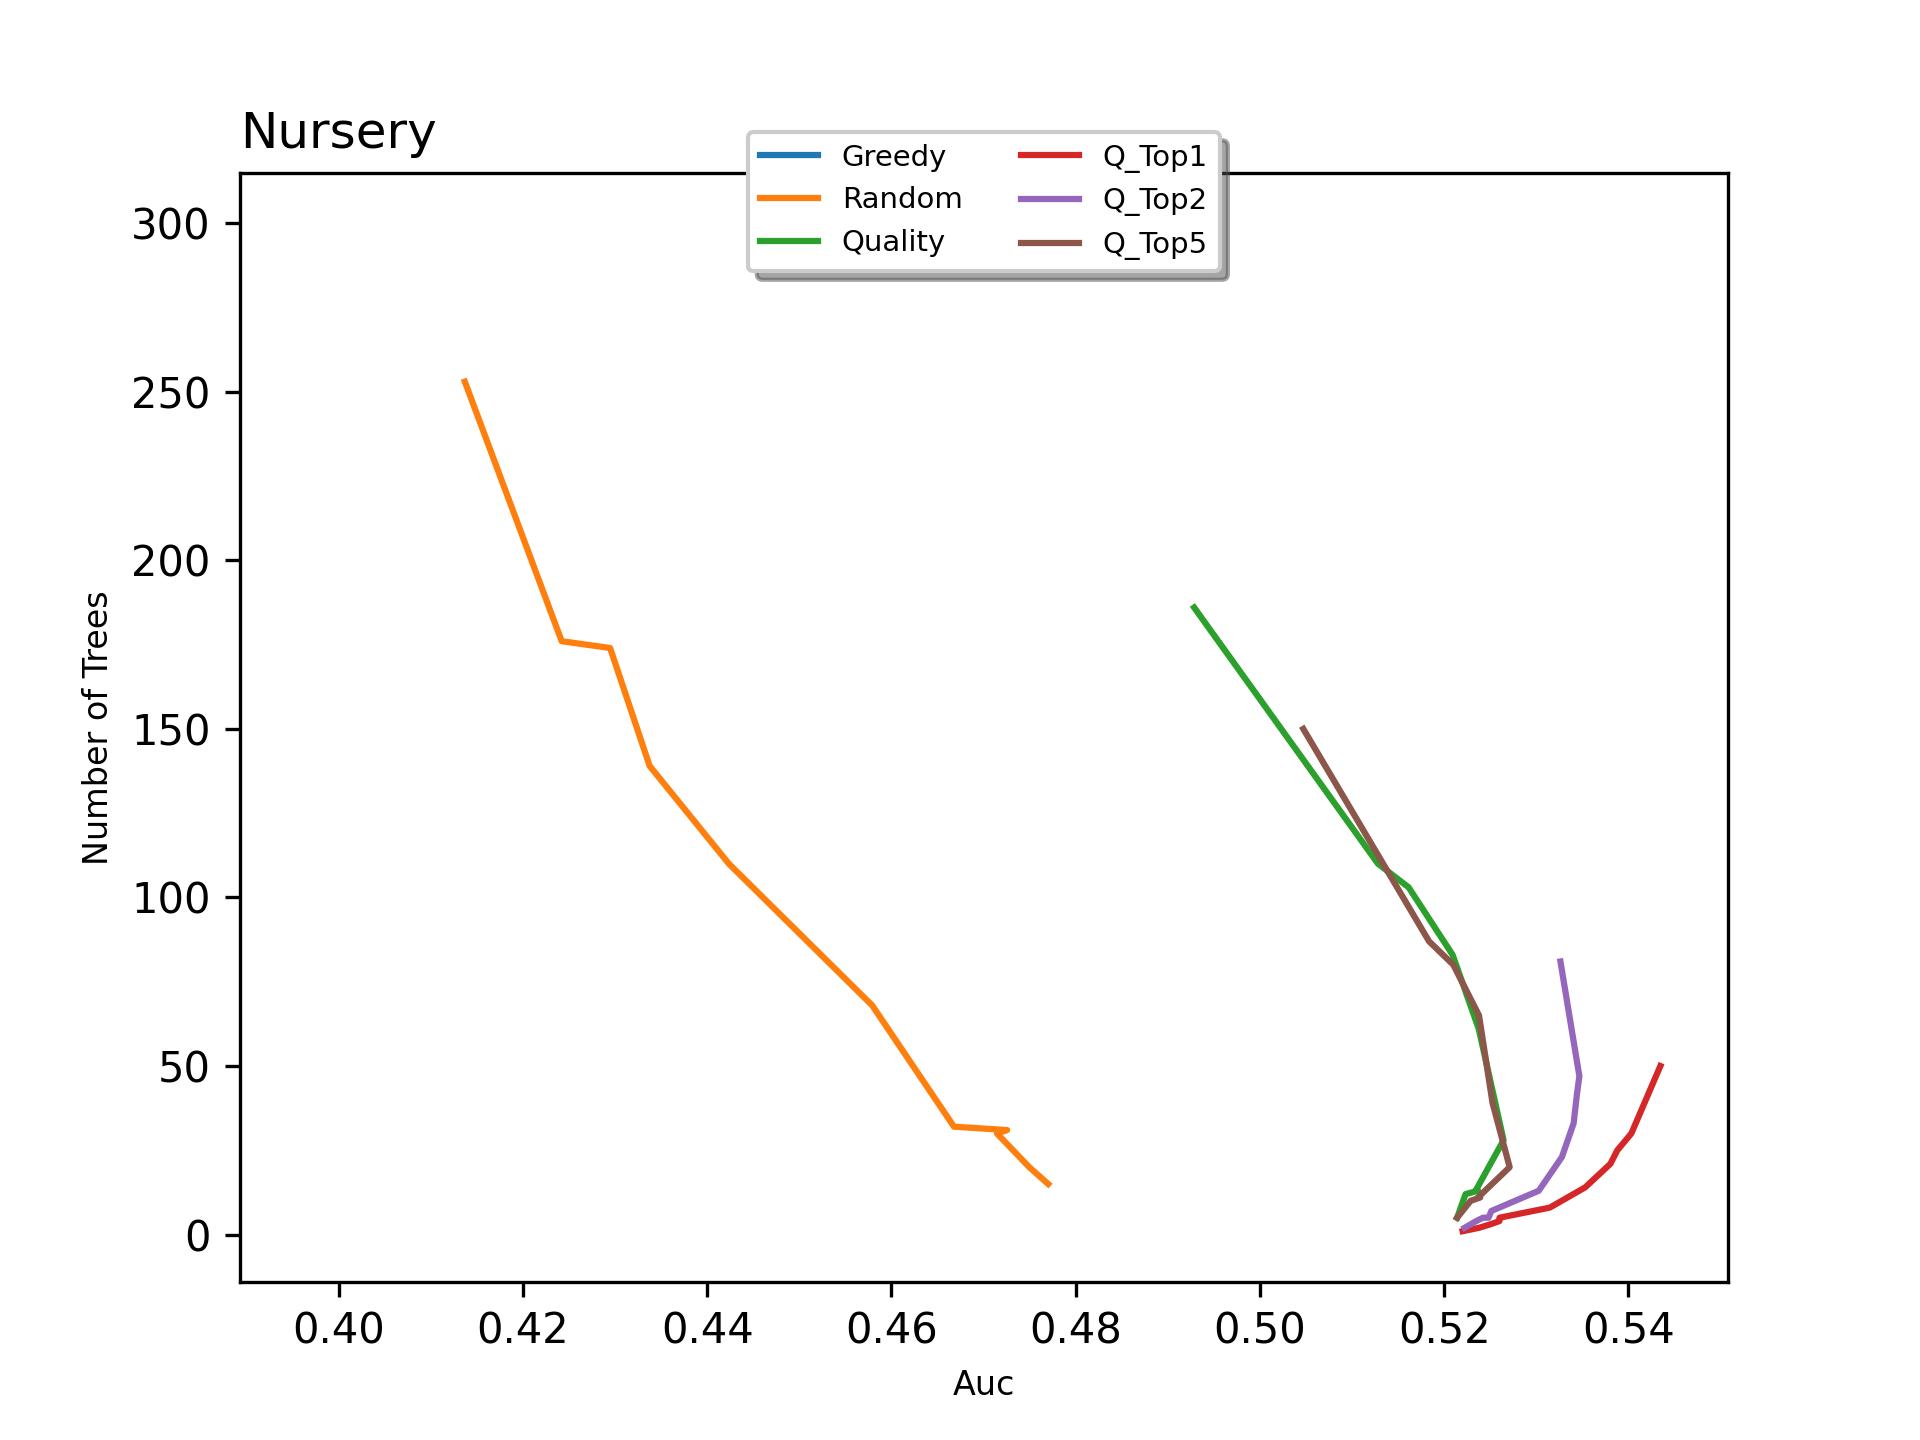 Nursery
Greedy
Random
Quality
Q_Top1
Q_Top2
Q_Top5
300
250
200
150
100
50
0
Number of Trees
0.40 0.42 0.44 0.46 0.48 0.50 0.52 0.54
Auc